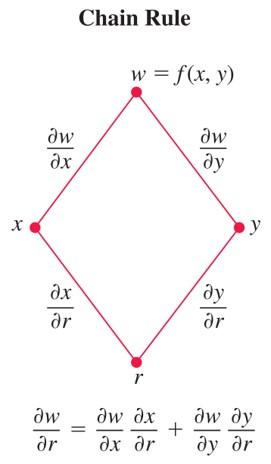 Chain Rule
w = f(x, y)
∂w/∂x
∂w/∂y
x
y
∂x/∂r
∂y/∂r
r
∂w/∂r = ∂w/∂x ∂x/∂r + ∂w/∂y ∂y/∂r